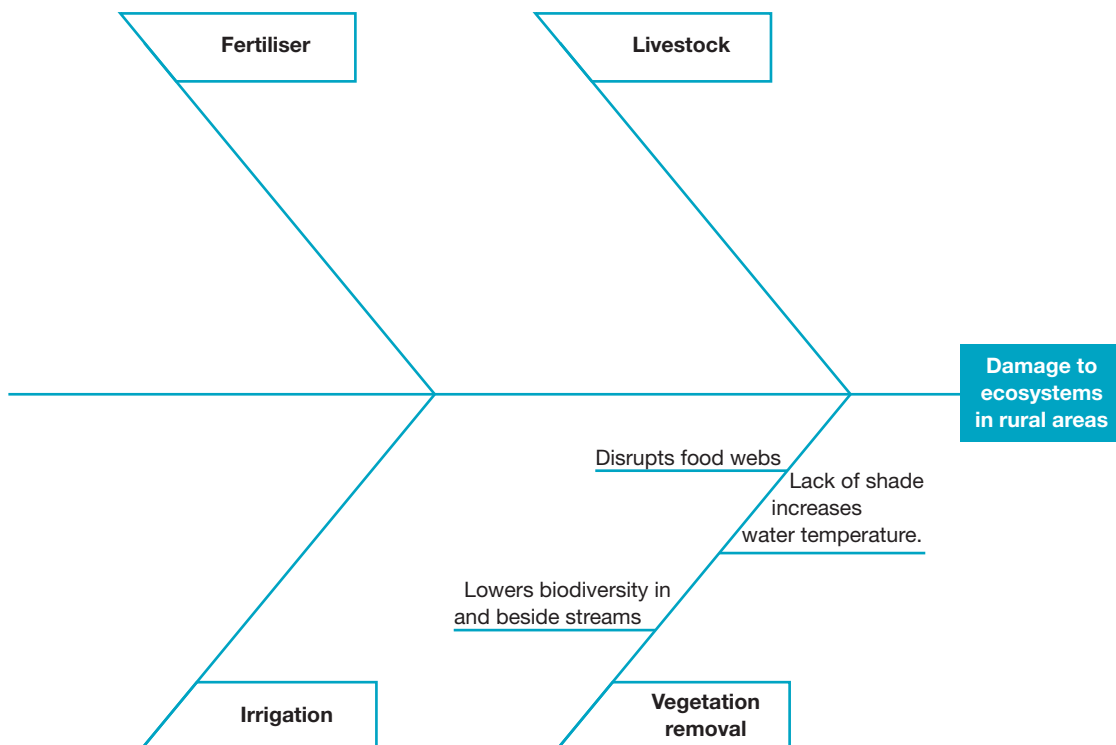 Fertiliser
Livestock
Damage to
ecosystems
in rural areas
Disrupts food webs
Lack of shade
increases
water temperature.
Lowers biodiversity in
and beside streams
Irrigation
Vegetation
removal